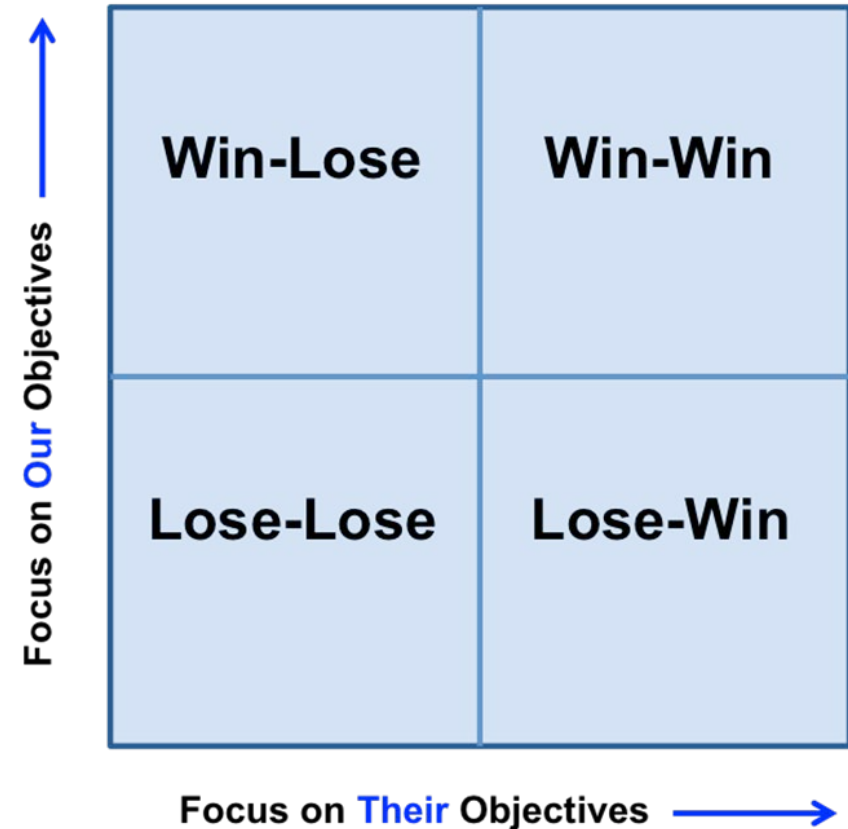 Focus on Our Objectives
Win-Lose
Win-Win
Lose-Lose
Lose-Win
Focus on Their Objectives